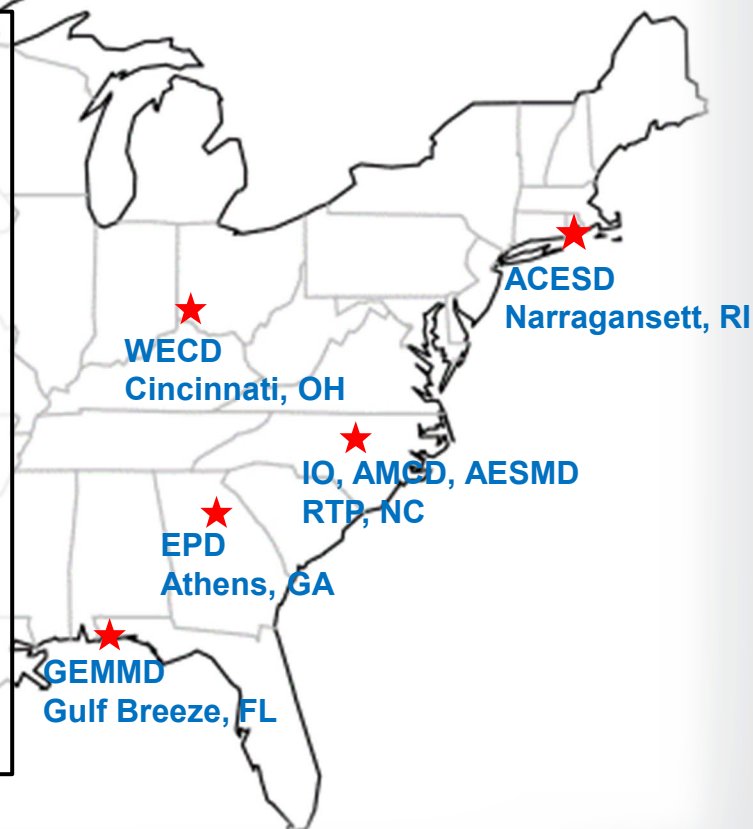 ACESD
Narragansett, RI
WECD
Cincinnati, OH
IO, AMCD, AESMD
RTP, NC
EPD
Athens, GA
GEMMD
Gulf Breeze, FL